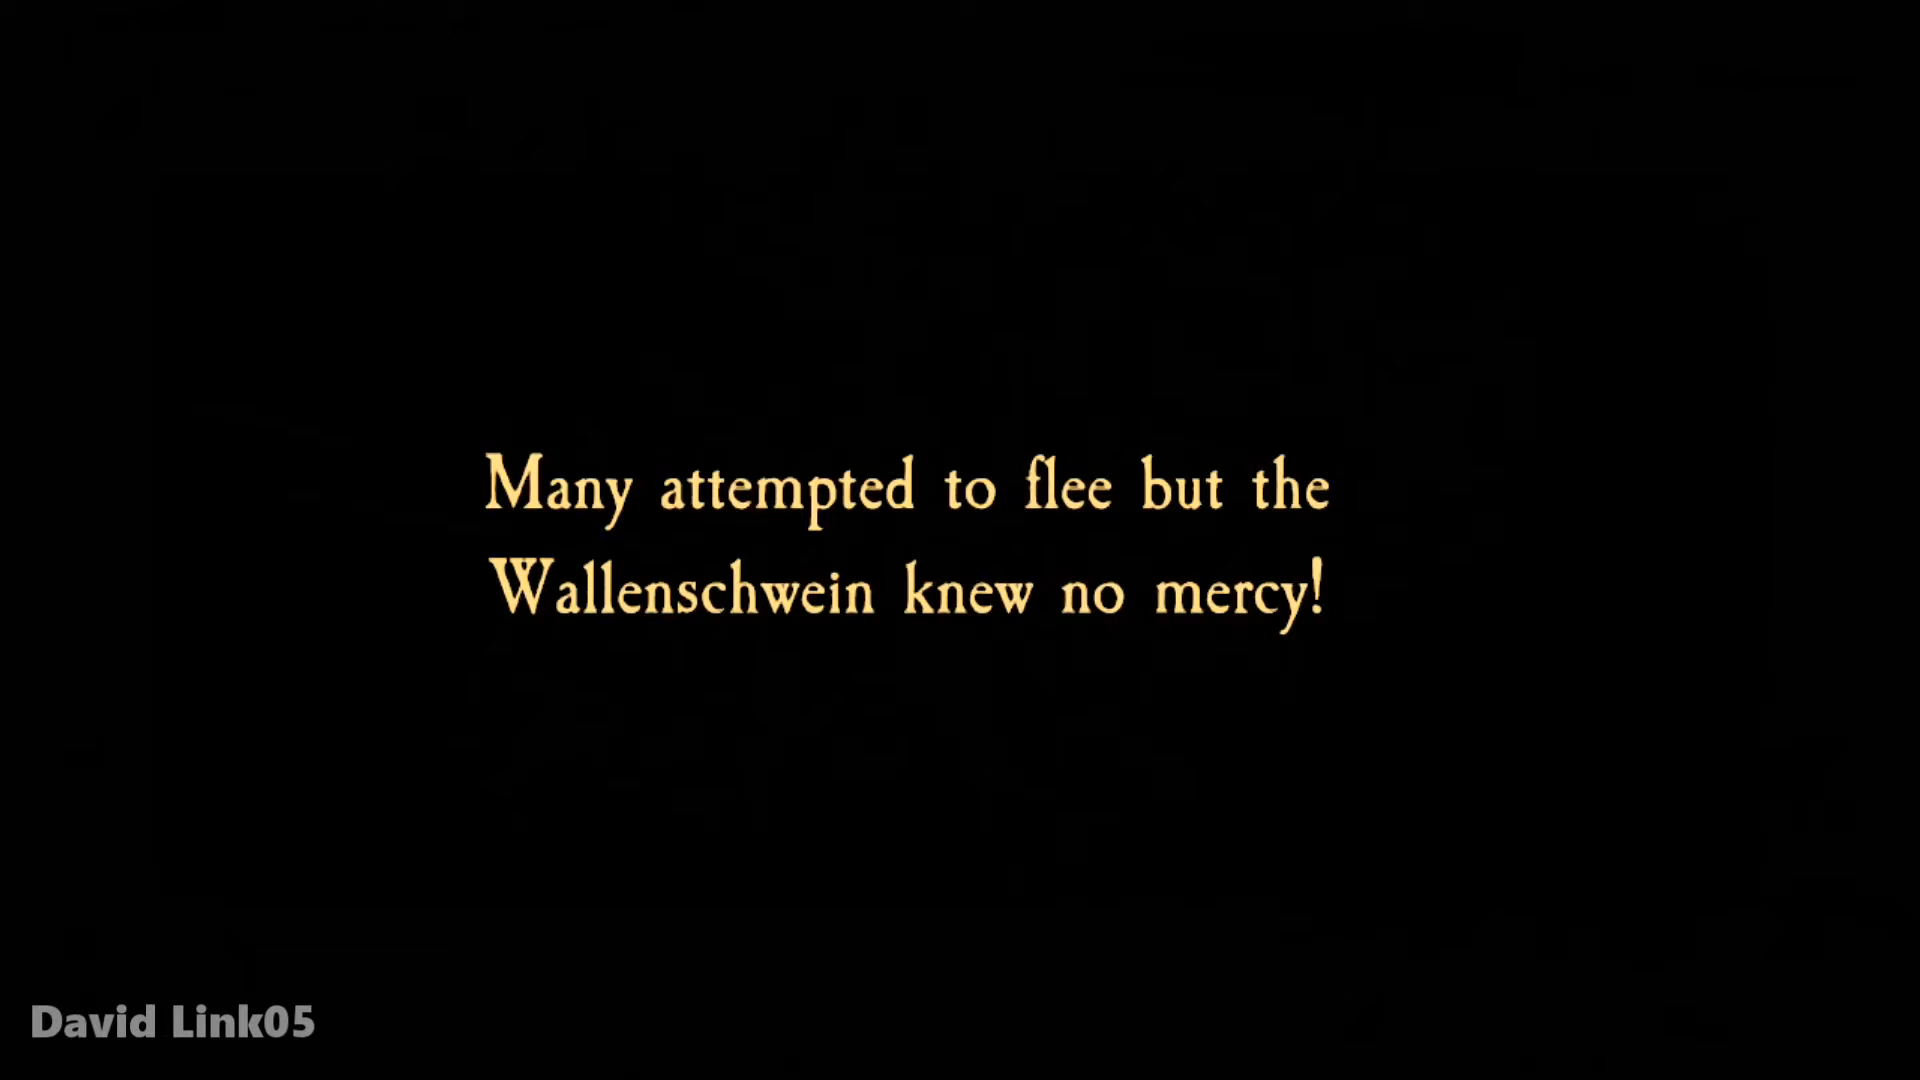 Many attempted to flee but the
Wallenschwein knew no mercy!
David Link05